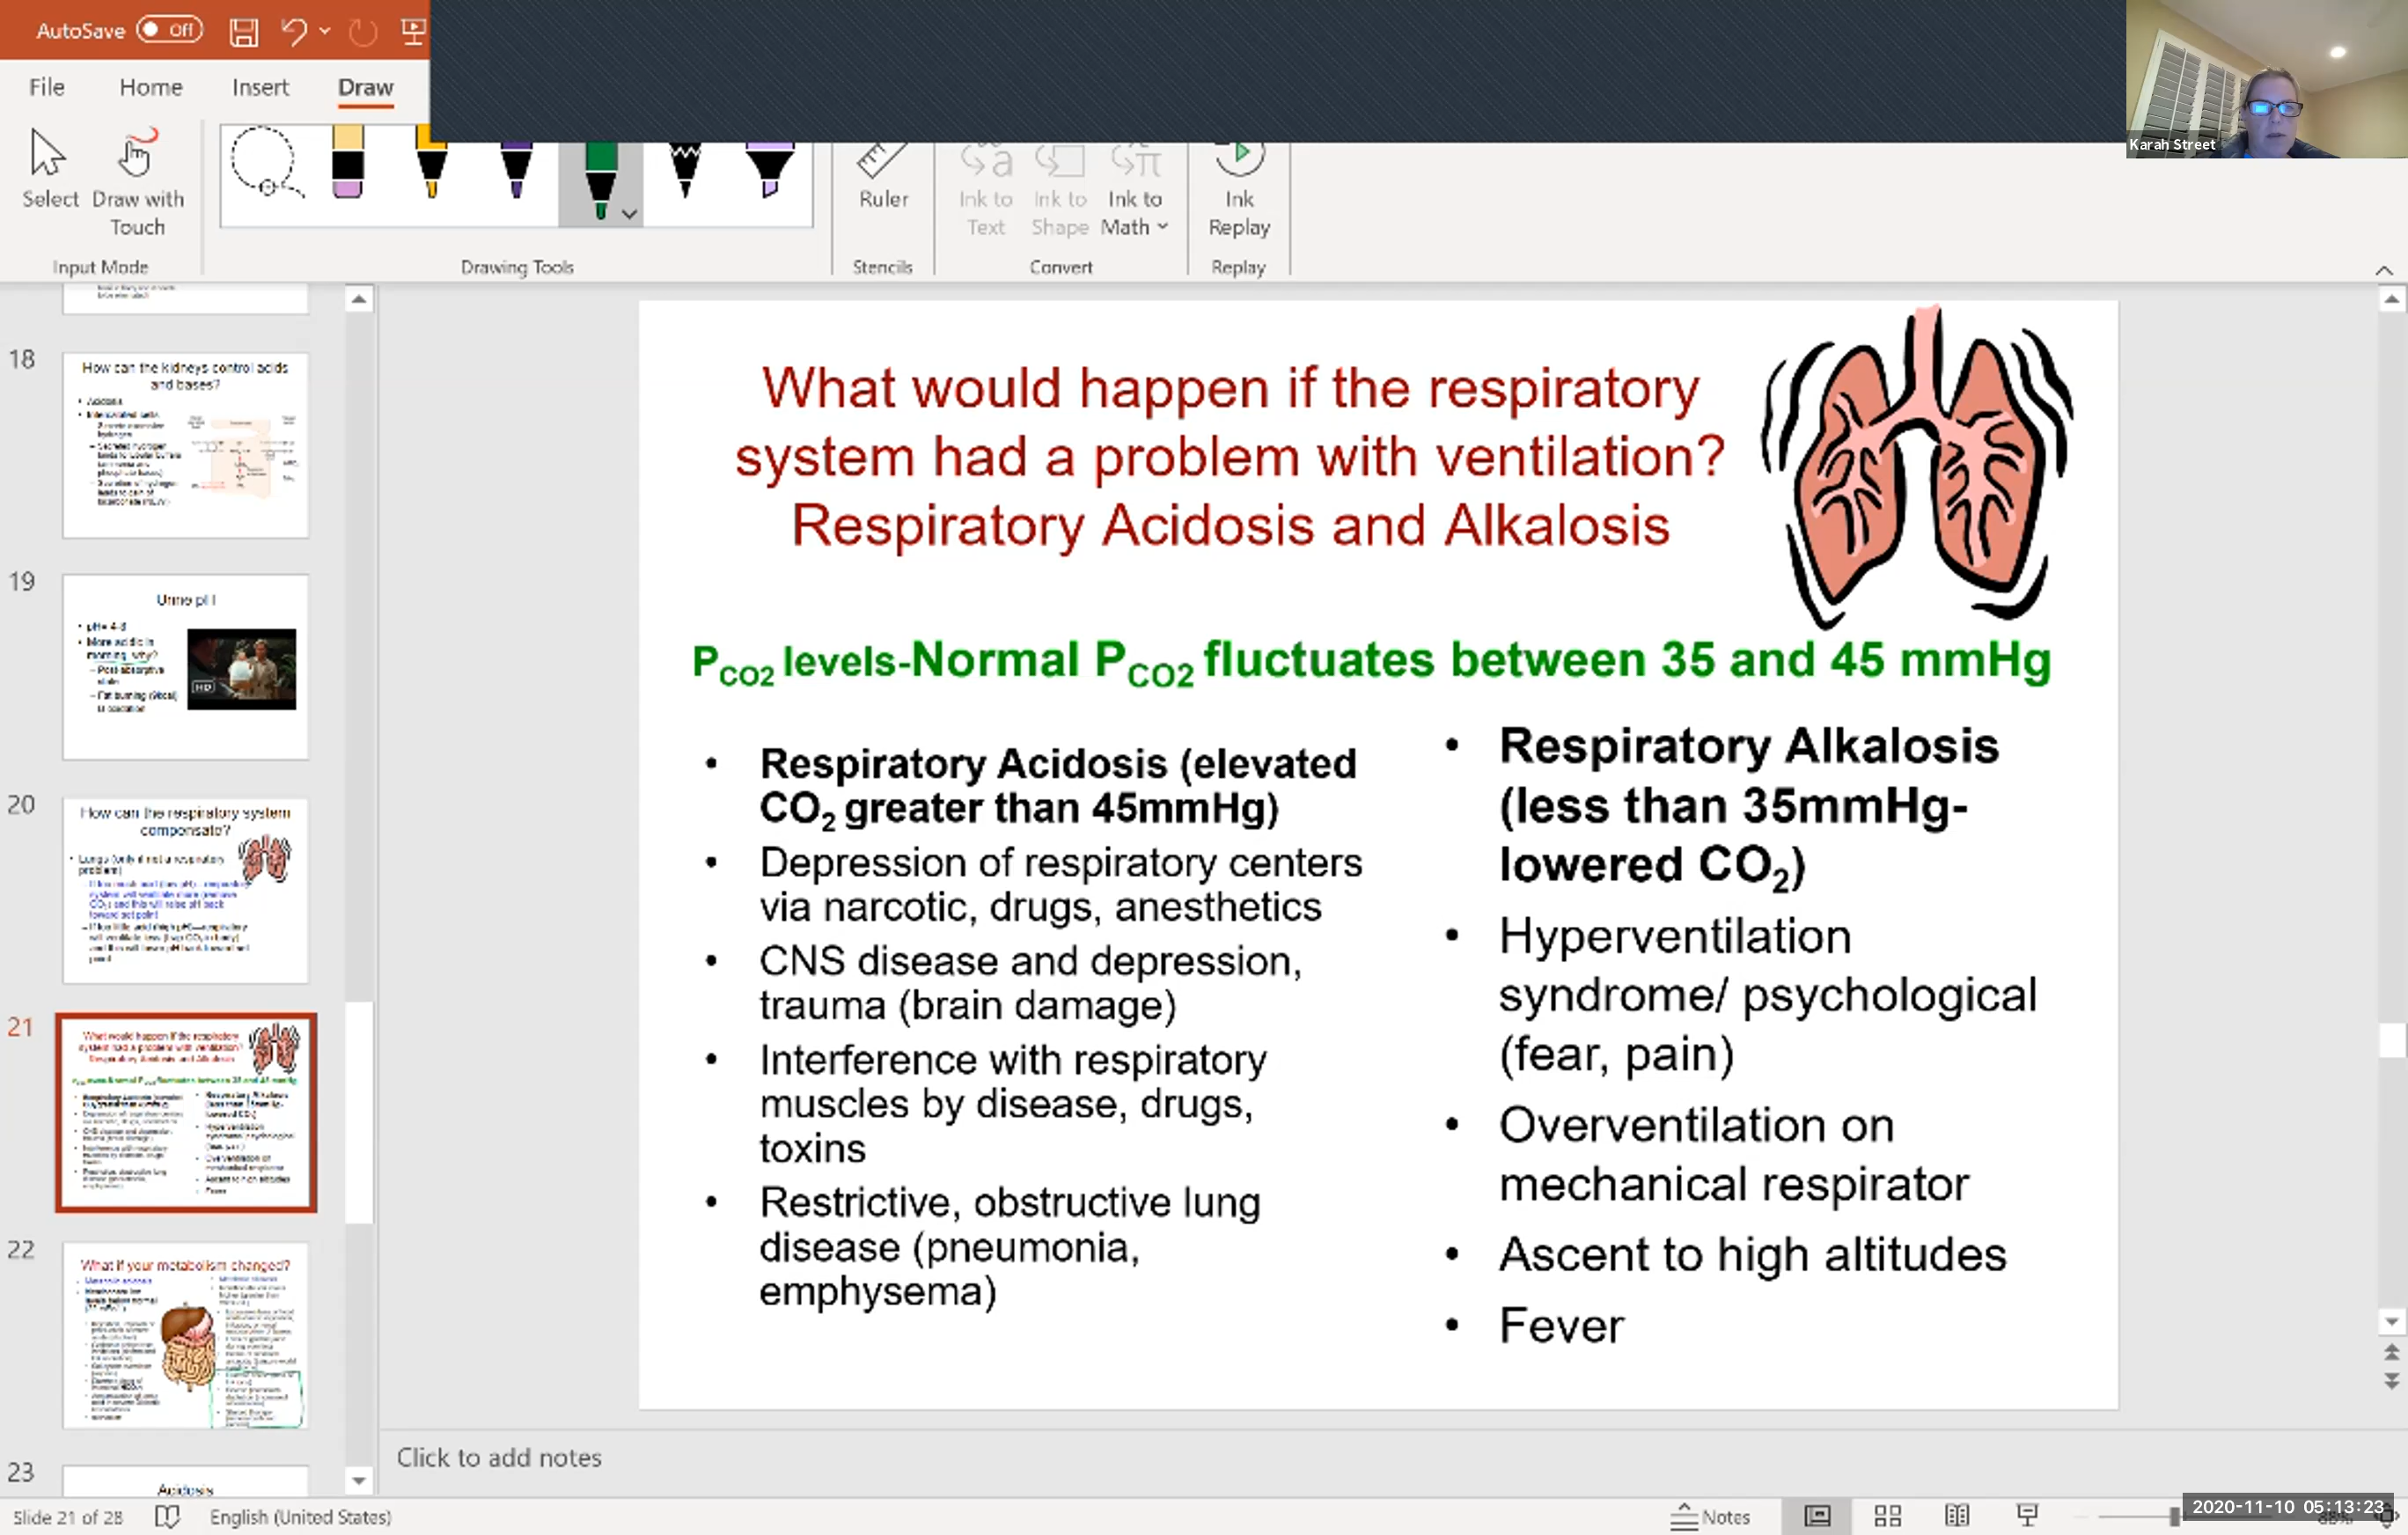 AutoSave Off
File Home Insert Draw
Select Draw with Touch
Input Mode
Drawing Tools
Ruler
Stencils
Ink to Text
Ink to Shape
Ink to Math
Convert
Ink Replay
Replay
Karah Street
18
How can the kidneys control acids
and bases?
19
Urine pH
20
How can the respiratory system
compensate?
21
22
What if your metabolism changed?
23
Acidosis
What would happen if the respiratory
system had a problem with ventilation?
Respiratory Acidosis and Alkalosis
PCO2 levels-Normal PCO2 fluctuates between 35 and 45 mmHg
• Respiratory Acidosis (elevated
CO2 greater than 45mmHg)
• Depression of respiratory centers
via narcotic, drugs, anesthetics
• CNS disease and depression,
trauma (brain damage)
• Interference with respiratory
muscles by disease, drugs,
toxins
• Restrictive, obstructive lung
disease (pneumonia,
emphysema)
• Respiratory Alkalosis
(less than 35mmHg-
lowered CO2)
• Hyperventilation
syndrome/ psychological
(fear, pain)
• Overventilation on
mechanical respirator
• Ascent to high altitudes
• Fever
Click to add notes
Slide 21 of 28 English (United States) Notes
2020-11-10 05:13:23